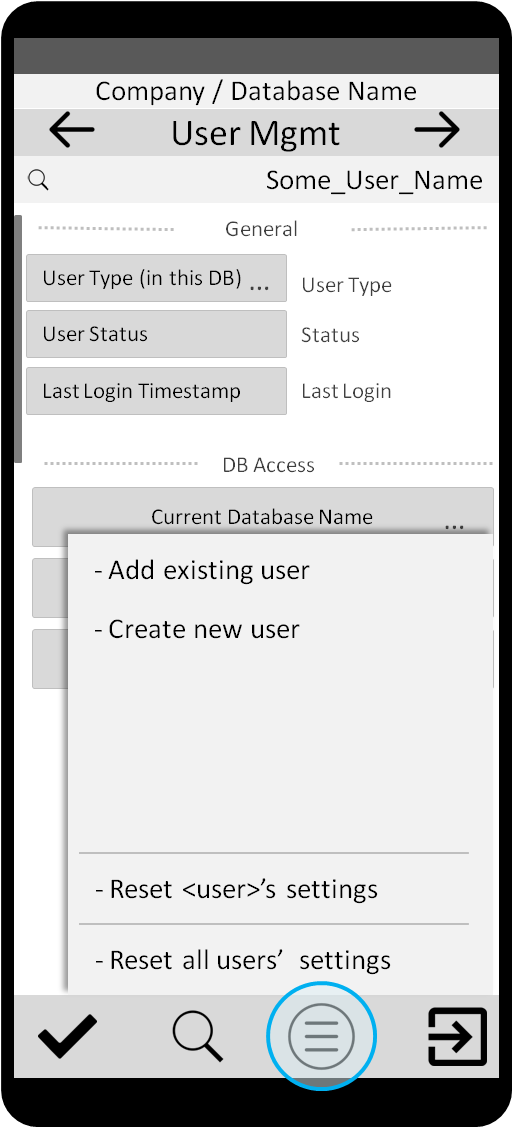 Company / Database Name
User Mgmt
Some_User_Name
General
User Type (in this DB) ...
User Type
User Status
Status
Last Login Timestamp
Last Login
DB Access
Current Database Name ...
- Add existing user
- Create new user
- Reset <user>’s settings
- Reset all users’ settings